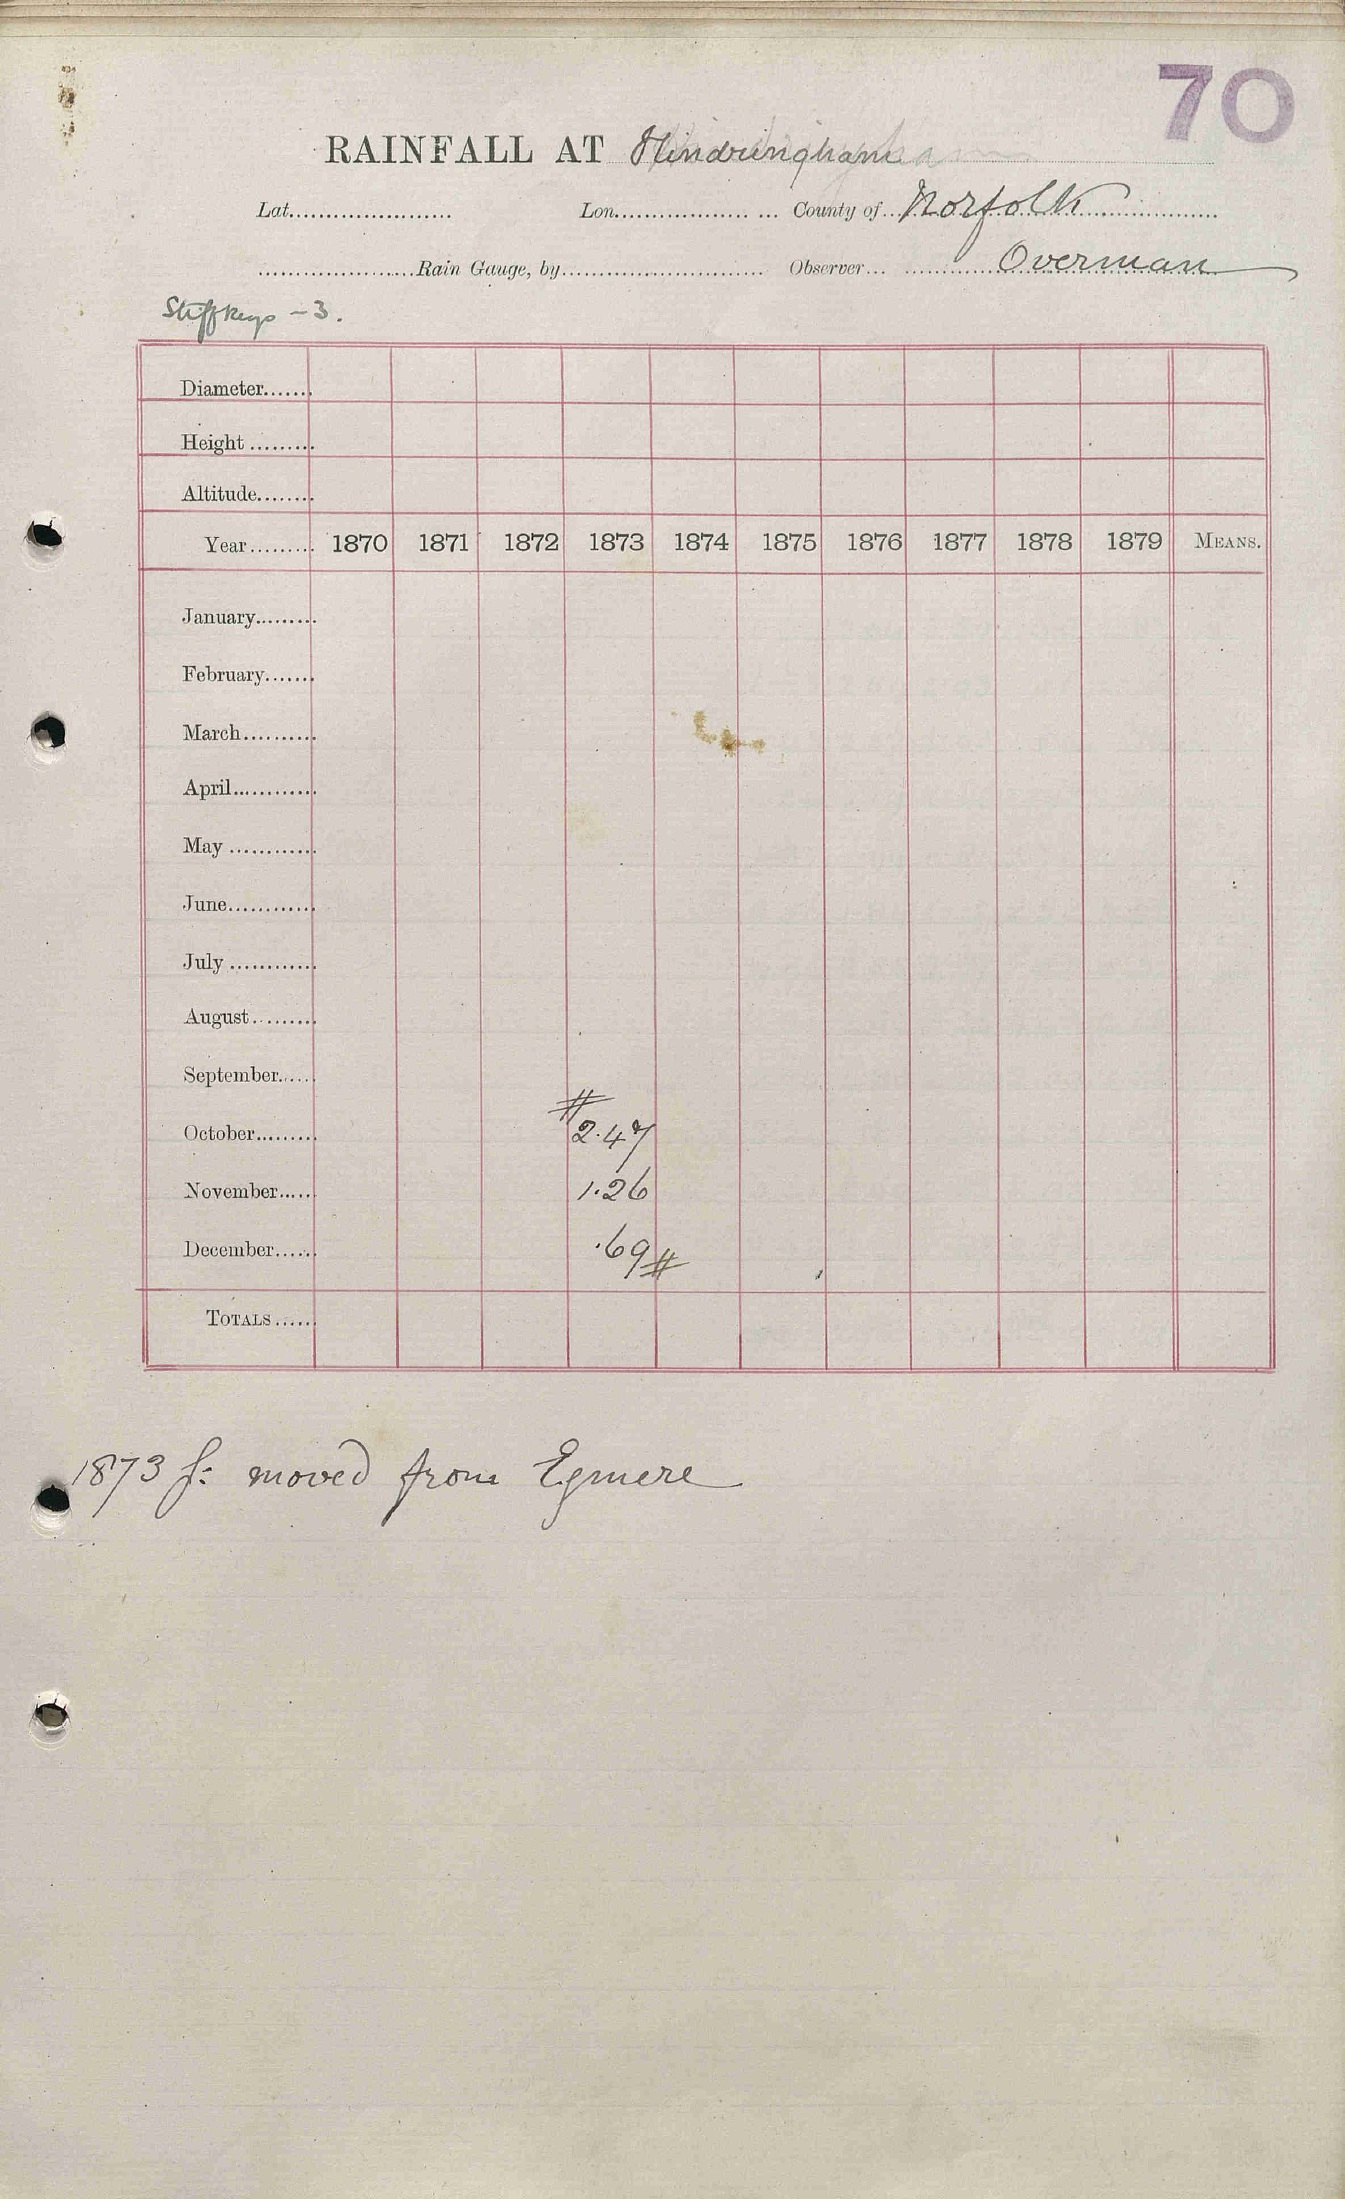 70
RAINFALL AT Hindringham
Lat...................... Lon.................. ... County of... Norfolk
.....................Rain Gauge, by........................... Observer... Overman
Stiffkeys - 3.
Diameter.......
Height .........
Altitude........
Year......... 1870 1871 1872 1873 1874 1875 1876 1877 1878 1879 MEANS.
January.........
February.......
March..........
April............
May ............
June............
July ............
August.........
September......
#
October......... 2.47
November..... 1.26
December...... .69 #
TOTALS......
1873 f: moved from Egmere